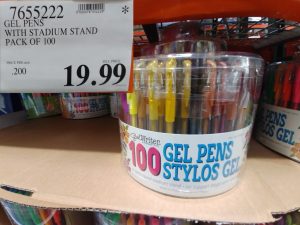 7655222 *
GEL PENS
WITH STADIUM STAND
PACK OF 100
.200
19.99
100 GEL PENS
STYLOS GEL